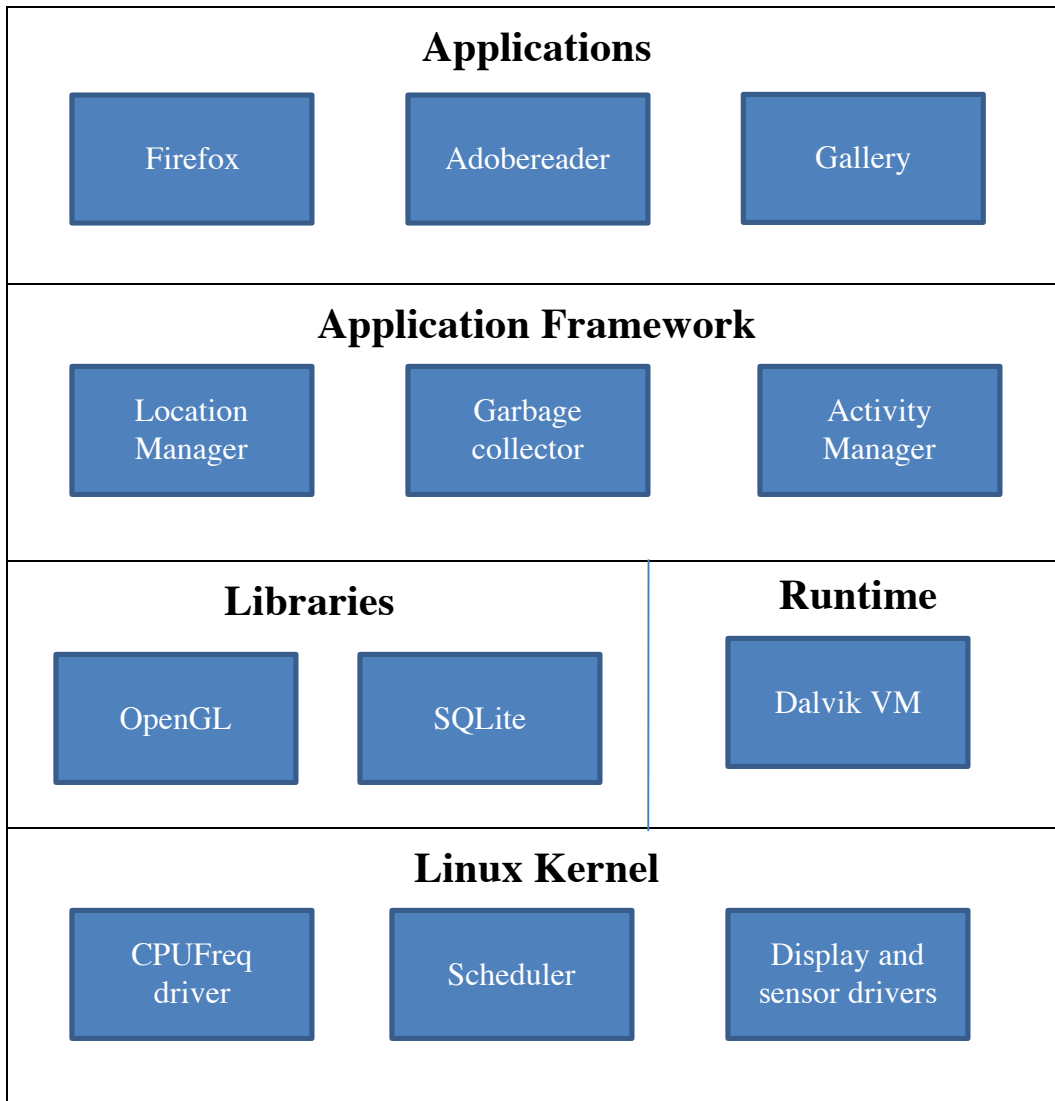 Applications
Firefox
Adobereader
Gallery
Application Framework
Location
Manager
Garbage
collector
Activity
Manager
Libraries
OpenGL
SQLite
Runtime
Dalvik VM
Linux Kernel
CPUFreq
driver
Scheduler
Display and
sensor drivers